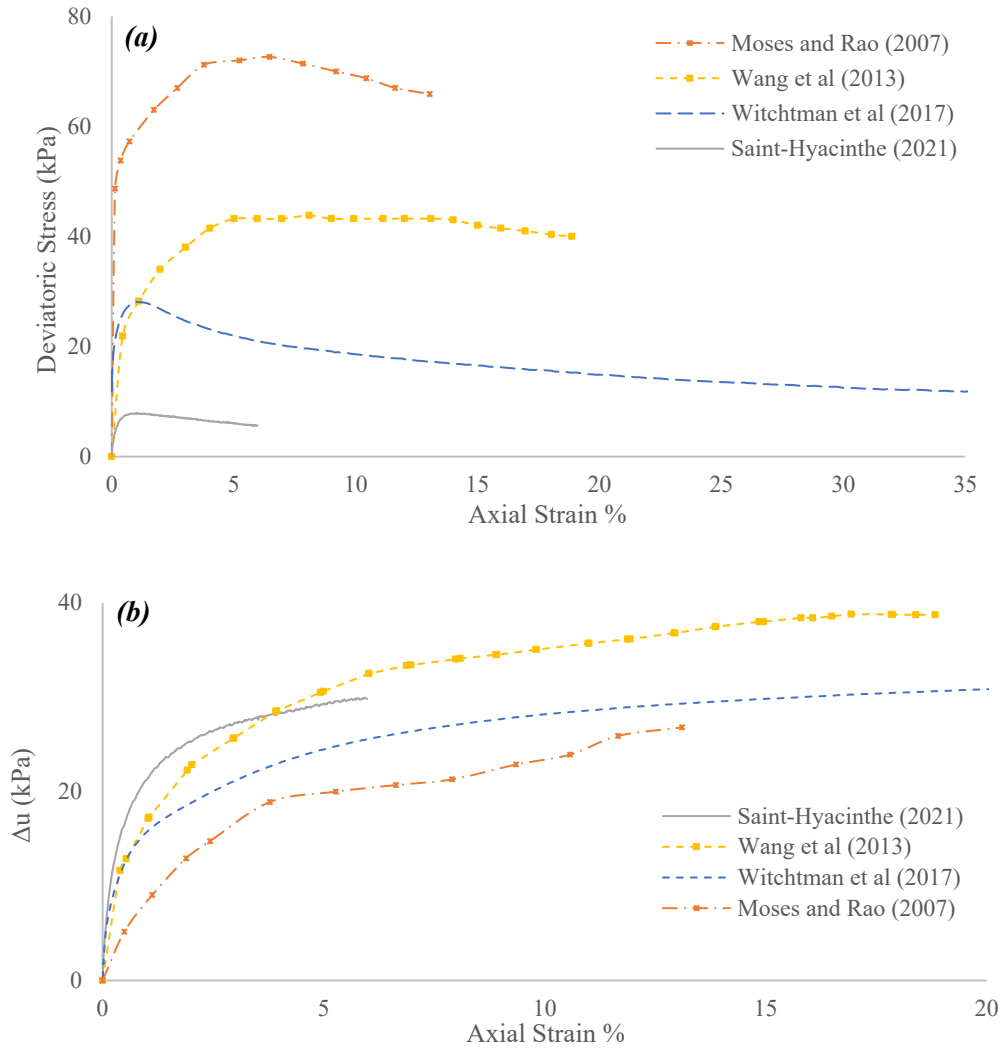 (a)
80
60
40
20
0
Deviatoric Stress (kPa)
Moses and Rao (2007)
Wang et al (2013)
Witchtman et al (2017)
Saint-Hyacinthe (2021)
0 5 10 15 20 25 30 35
Axial Strain %
(b)
40
20
0
Δu (kPa)
Saint-Hyacinthe (2021)
Wang et al (2013)
Witchtman et al (2017)
Moses and Rao (2007)
0 5 10 15 20
Axial Strain %